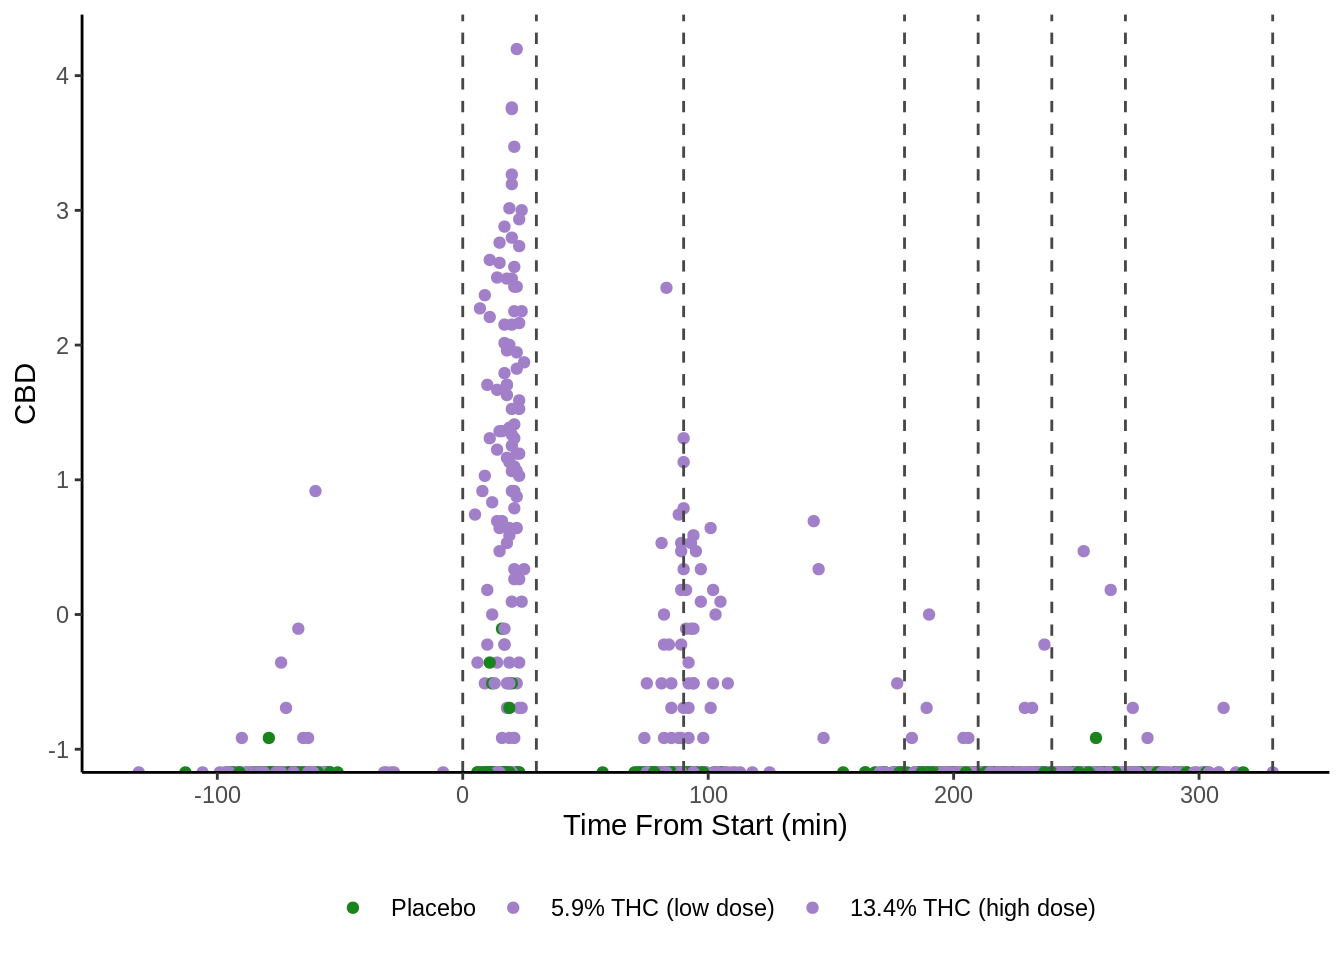 4
3
2
1
0
-1
CBD
-100 0 100 200 300
Time From Start (min)
Placebo 5.9% THC (low dose) 13.4% THC (high dose)